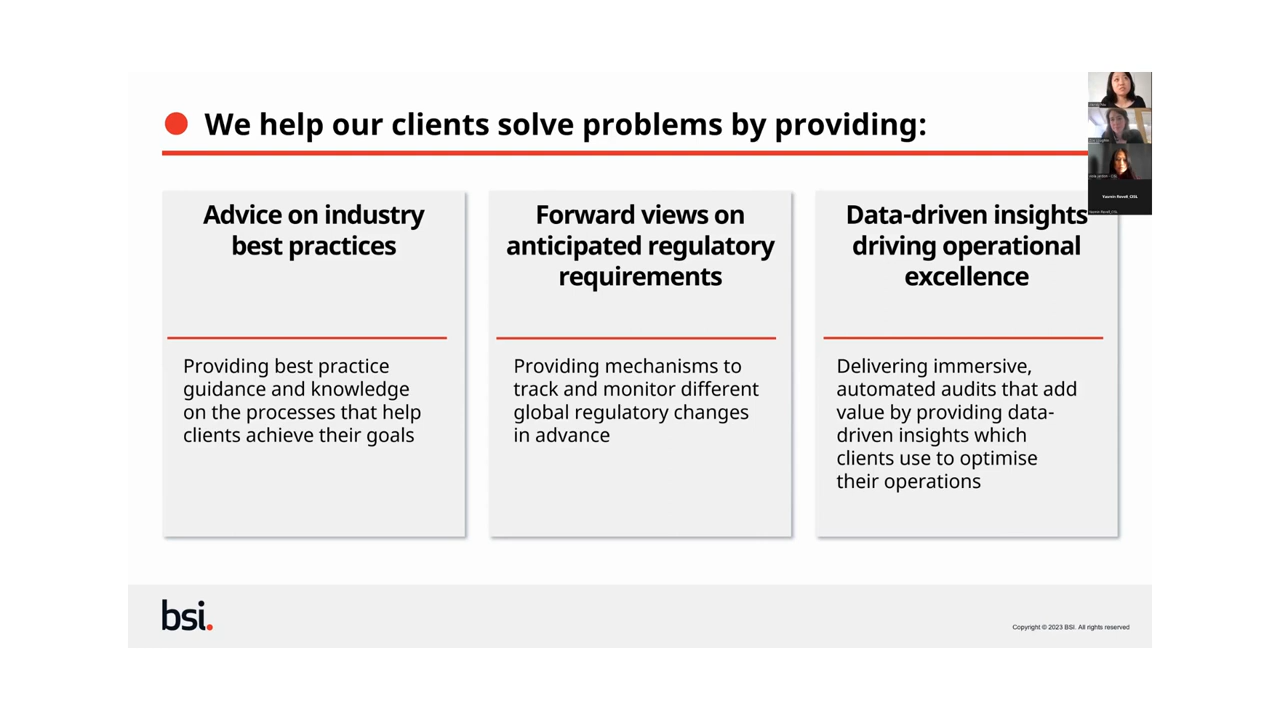 We help our clients solve problems by providing:
Advice on industry
best practices
Providing best practice
guidance and knowledge
on the processes that help
clients achieve their goals
Forward views on
anticipated regulatory
requirements
Providing mechanisms to
track and monitor different
global regulatory changes
in advance
Data-driven insights
driving operational
excellence
Delivering immersive,
automated audits that add
value by providing data-
driven insights which
clients use to optimise
their operations
Yasmin Revell_CISL
Yasmin Revell_CISL
bsi.
Copyright © 2023 BSI. All rights reserved